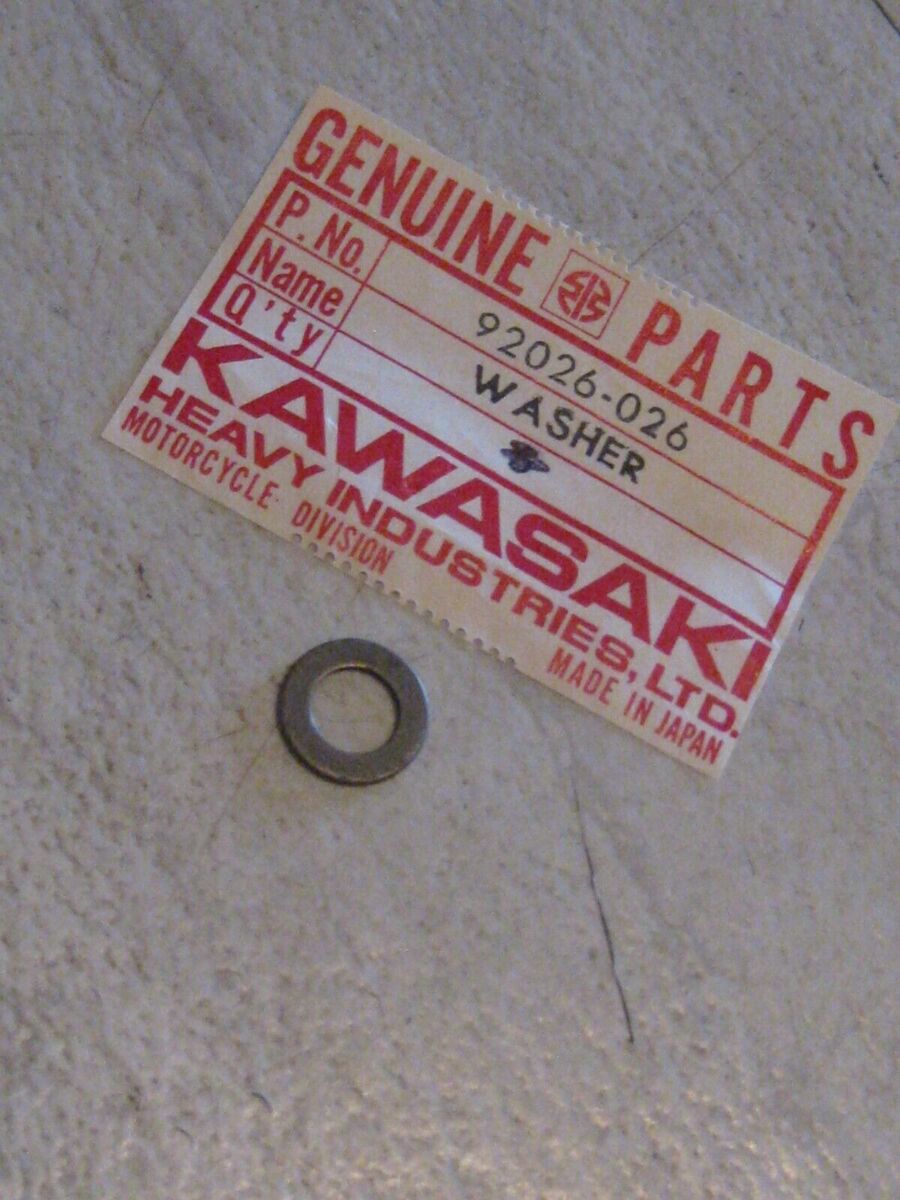 GENUINE PARTS
P. No. 92026-026
Name WASHER
Q'ty
KAWASAKI
HEAVY INDUSTRIES, LTD.
MOTORCYCLE DIVISION MADE IN JAPAN